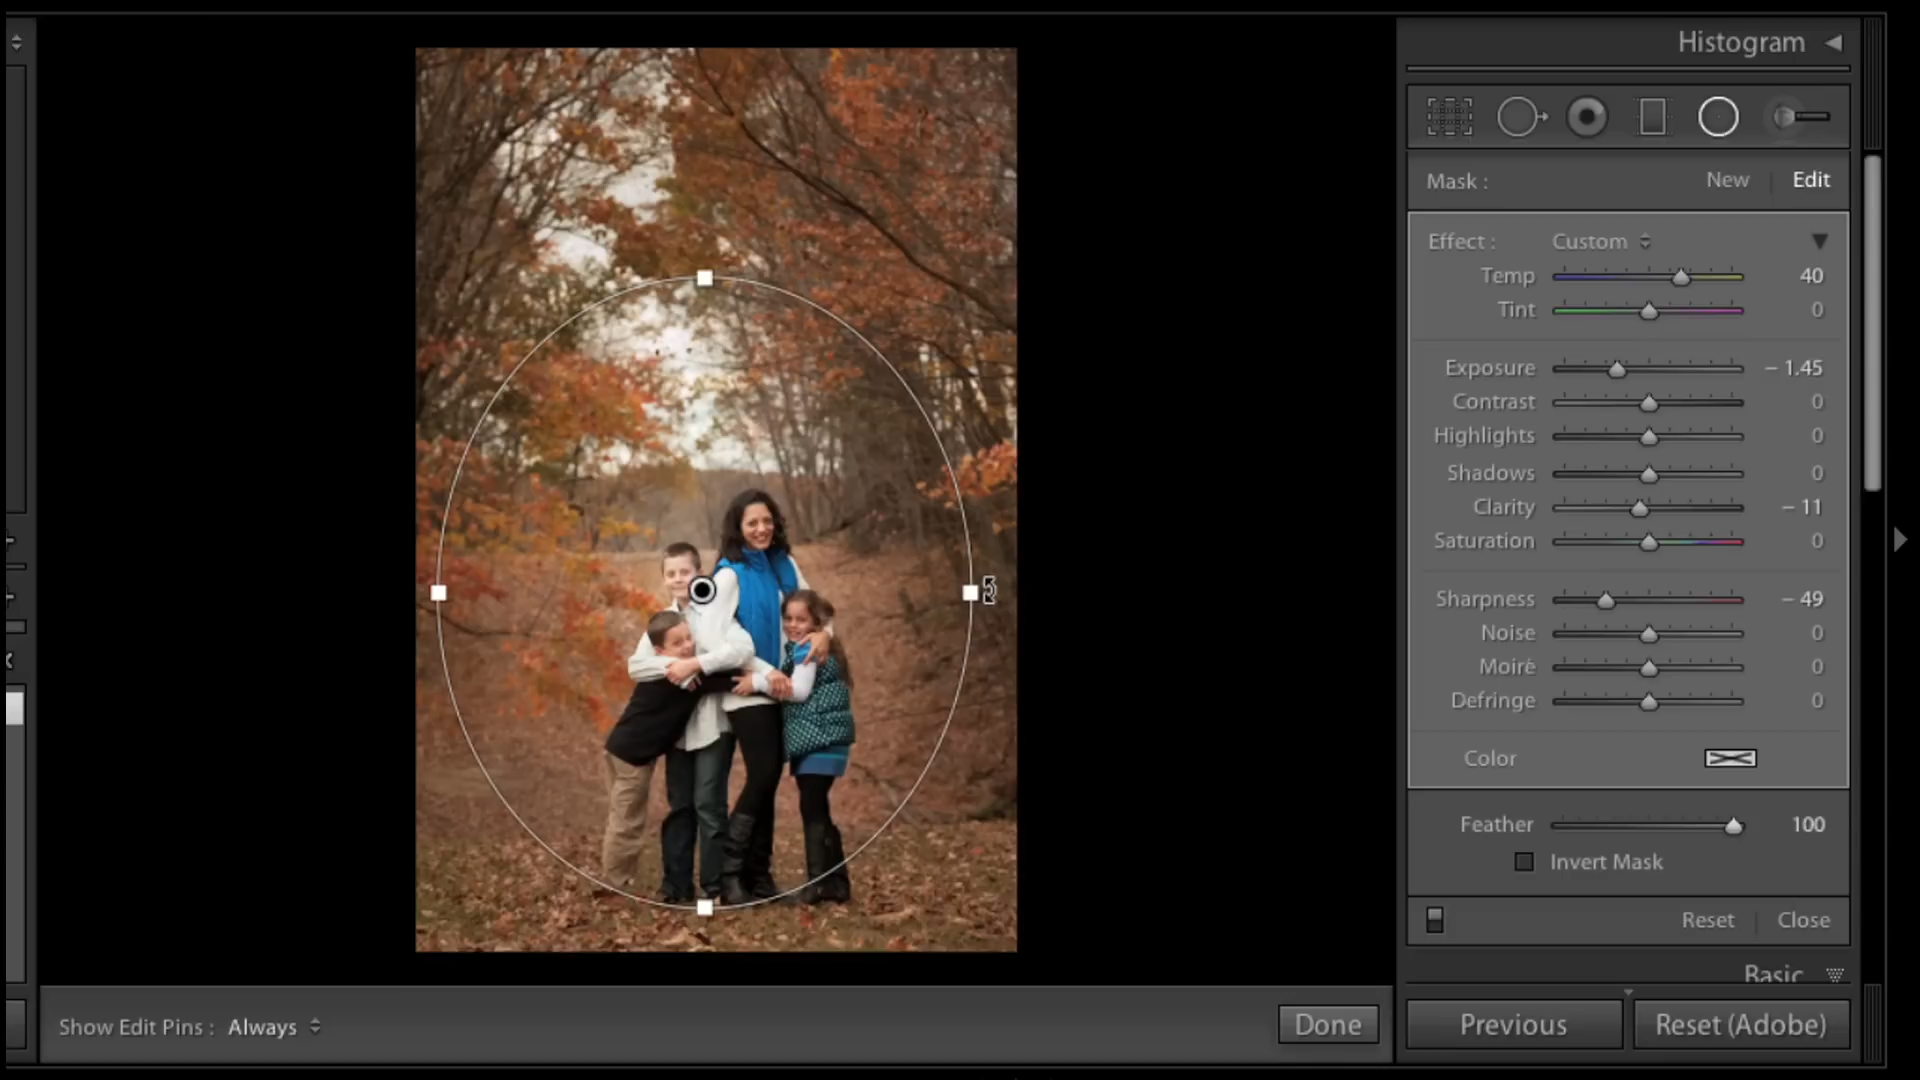 Histogram
Mask : New Edit
Effect : Custom
Temp 40
Tint 0
Exposure – 1.45
Contrast 0
Highlights 0
Shadows 0
Clarity – 11
Saturation 0
Sharpness – 49
Noise 0
Moiré 0
Defringe 0
Color
Feather 100
Invert Mask
Reset Close
Basic
Show Edit Pins : Always Done Previous Reset (Adobe)